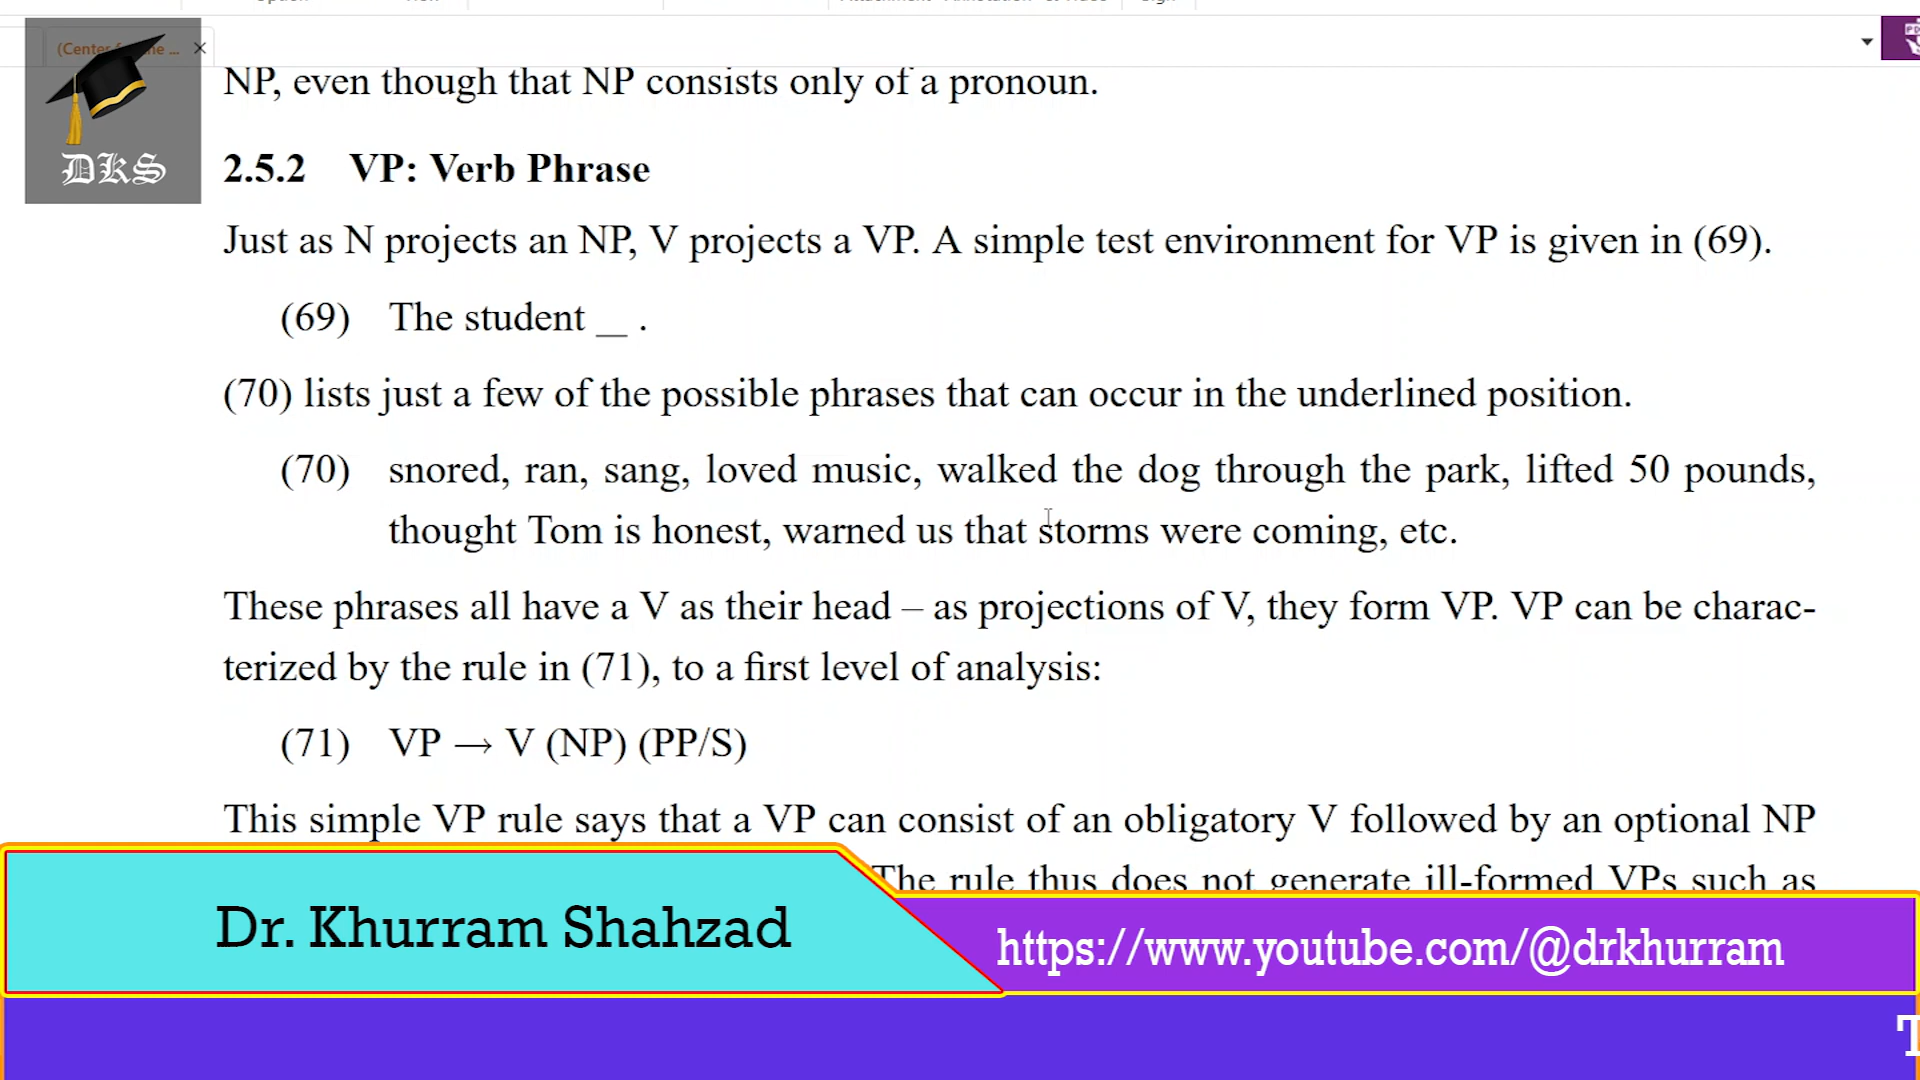 (Center
NP, even though that NP consists only of a pronoun.
DKS
2.5.2 VP: Verb Phrase
Just as N projects an NP, V projects a VP. A simple test environment for VP is given in (69).
(69) The student __ .
(70) lists just a few of the possible phrases that can occur in the underlined position.
(70) snored, ran, sang, loved music, walked the dog through the park, lifted 50 pounds,
thought Tom is honest, warned us that storms were coming, etc.
These phrases all have a V as their head – as projections of V, they form VP. VP can be charac-
terized by the rule in (71), to a first level of analysis:
(71) VP → V (NP) (PP/S)
This simple VP rule says that a VP can consist of an obligatory V followed by an optional NP
The rule thus does not generate ill-formed VPs such as
Dr. Khurram Shahzad
https://www.youtube.com/@drkhurram